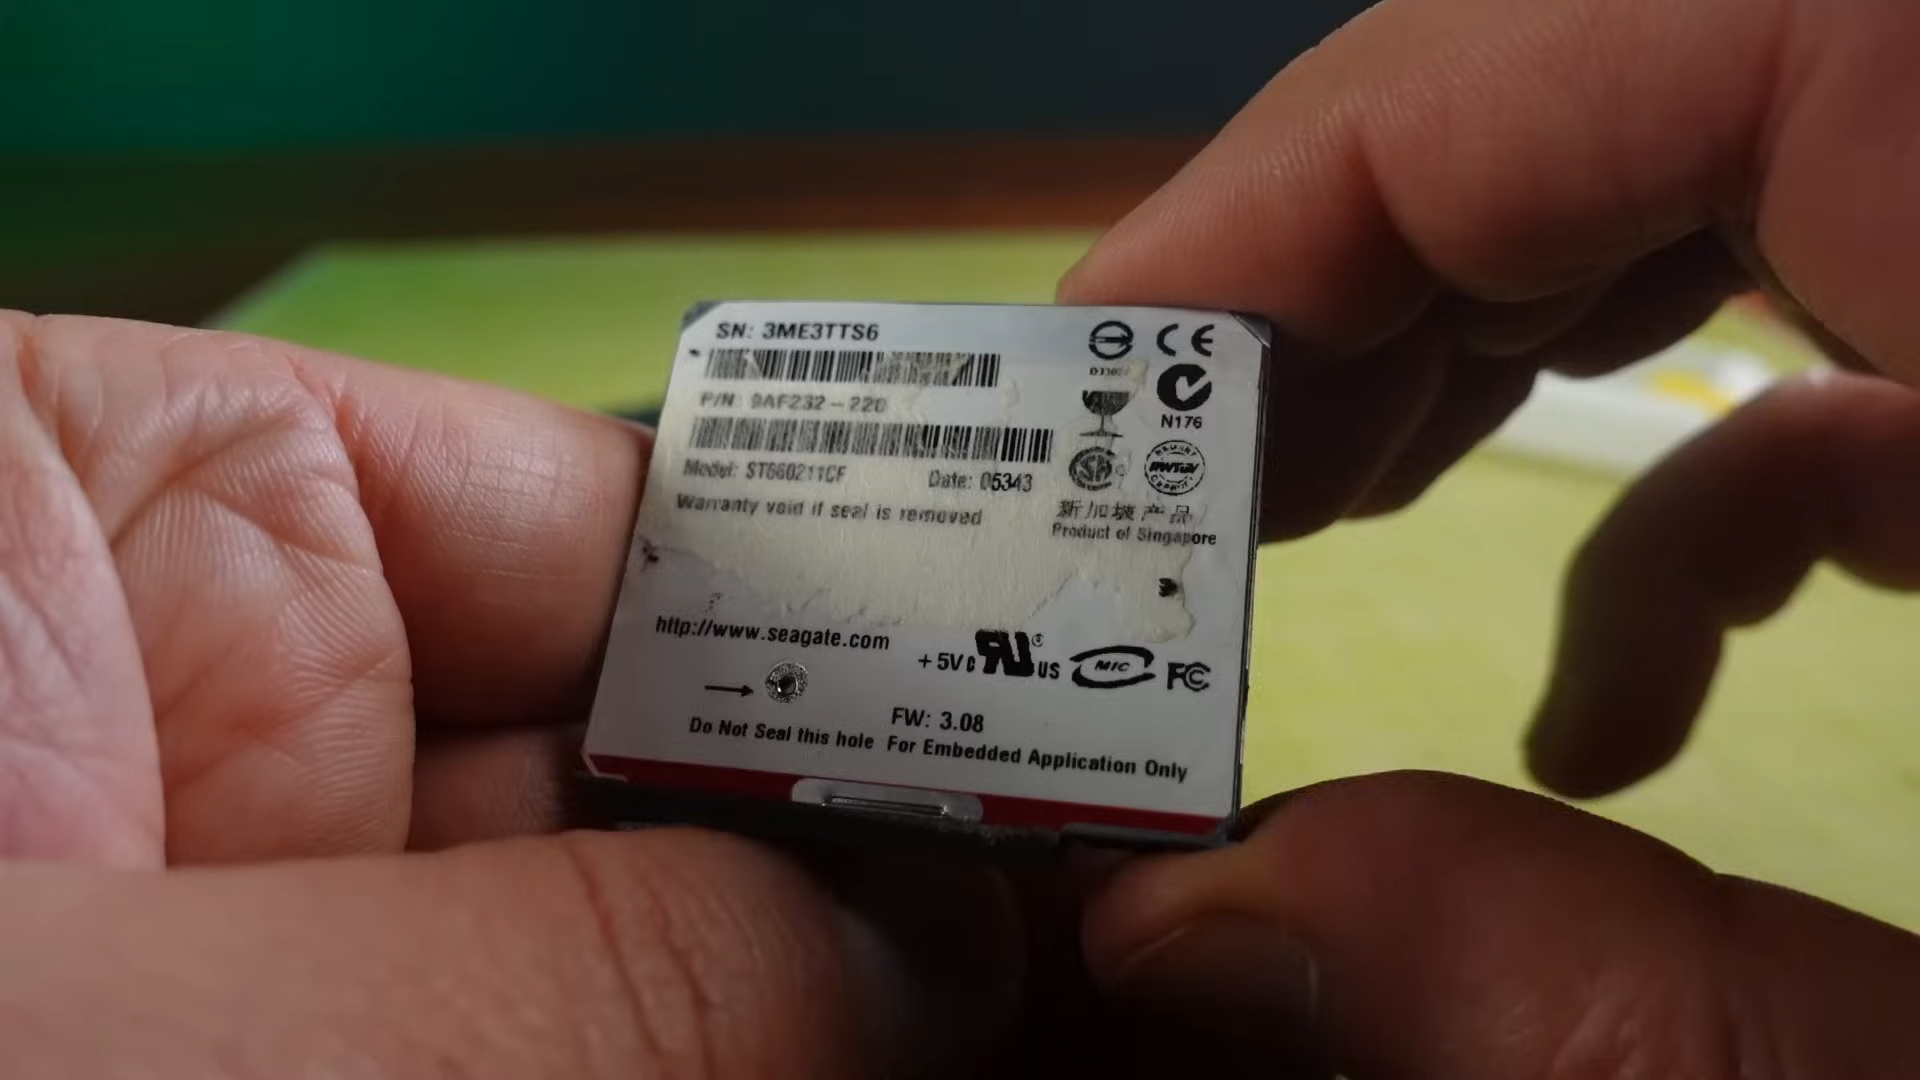 SN: 3ME3TTS6
P/N: 9AF232-220
Model: ST660211CF
Date: 05343
Warranty void if seal is removed
CE
N176
新加坡产品
Product of Singapore
http://www.seagate.com
+5V c RU® US MIC FC
FW: 3.08
Do Not Seal this hole For Embedded Application Only